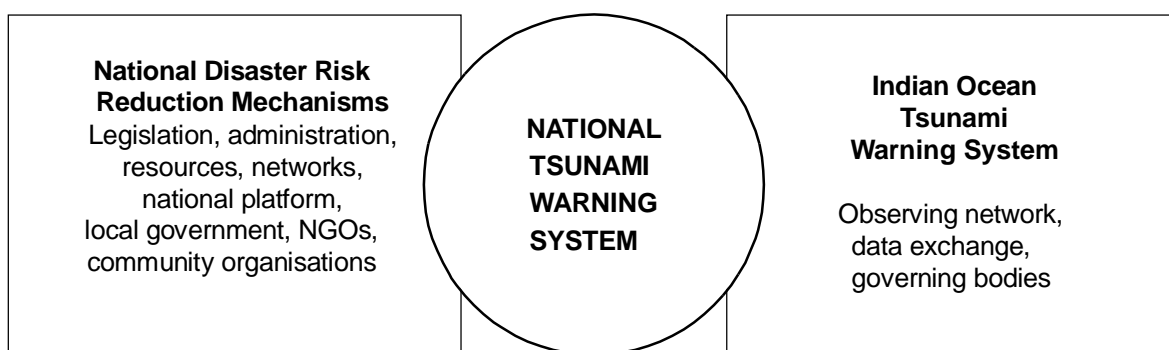 National Disaster Risk
Reduction Mechanisms
Legislation, administration,
resources, networks,
national platform,
local government, NGOs,
community organisations
NATIONAL
TSUNAMI
WARNING
SYSTEM
Indian Ocean
Tsunami
Warning System
Observing network,
data exchange,
governing bodies